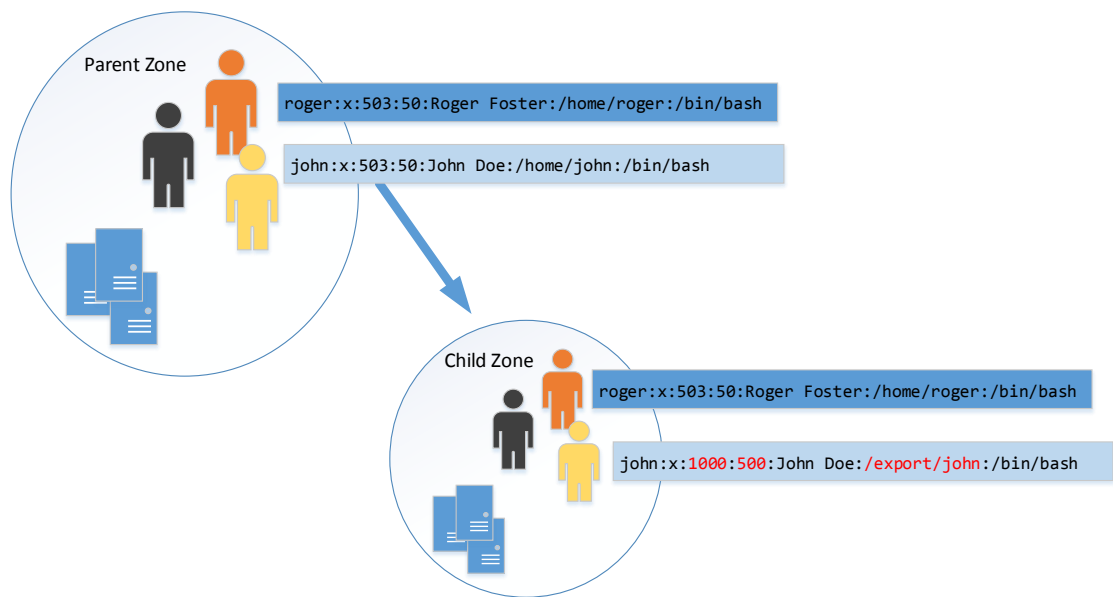 Parent Zone
roger:x:503:50:Roger Foster:/home/roger:/bin/bash
john:x:503:50:John Doe:/home/john:/bin/bash
Child Zone
roger:x:503:50:Roger Foster:/home/roger:/bin/bash
john:x:1000:500:John Doe:/export/john:/bin/bash